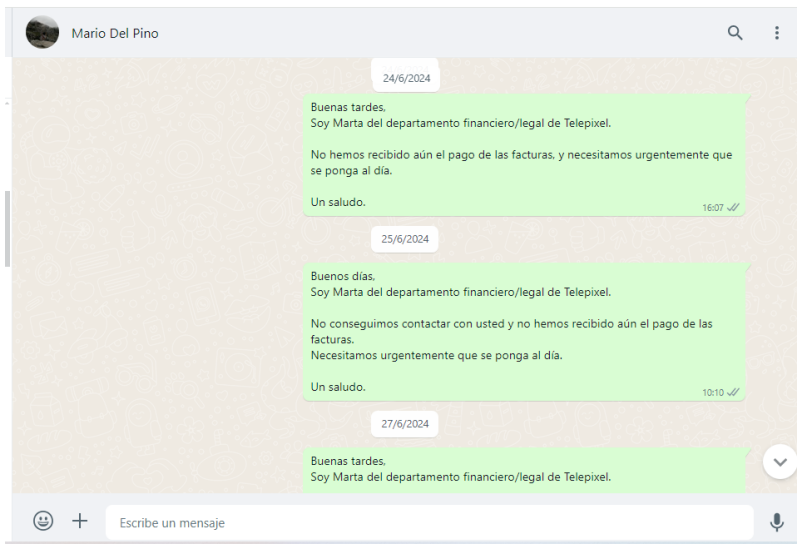 Mario Del Pino
24/6/2024
Buenas tardes,
Soy Marta del departamento financiero/legal de Telepixel.
No hemos recibido aún el pago de las facturas, y necesitamos urgentemente que
se ponga al día.
Un saludo.
16:07
25/6/2024
Buenos días,
Soy Marta del departamento financiero/legal de Telepixel.
No conseguimos contactar con usted y no hemos recibido aún el pago de las
facturas.
Necesitamos urgentemente que se ponga al día.
Un saludo.
10:10
27/6/2024
Buenas tardes,
Soy Marta del departamento financiero/legal de Telepixel.
Escribe un mensaje